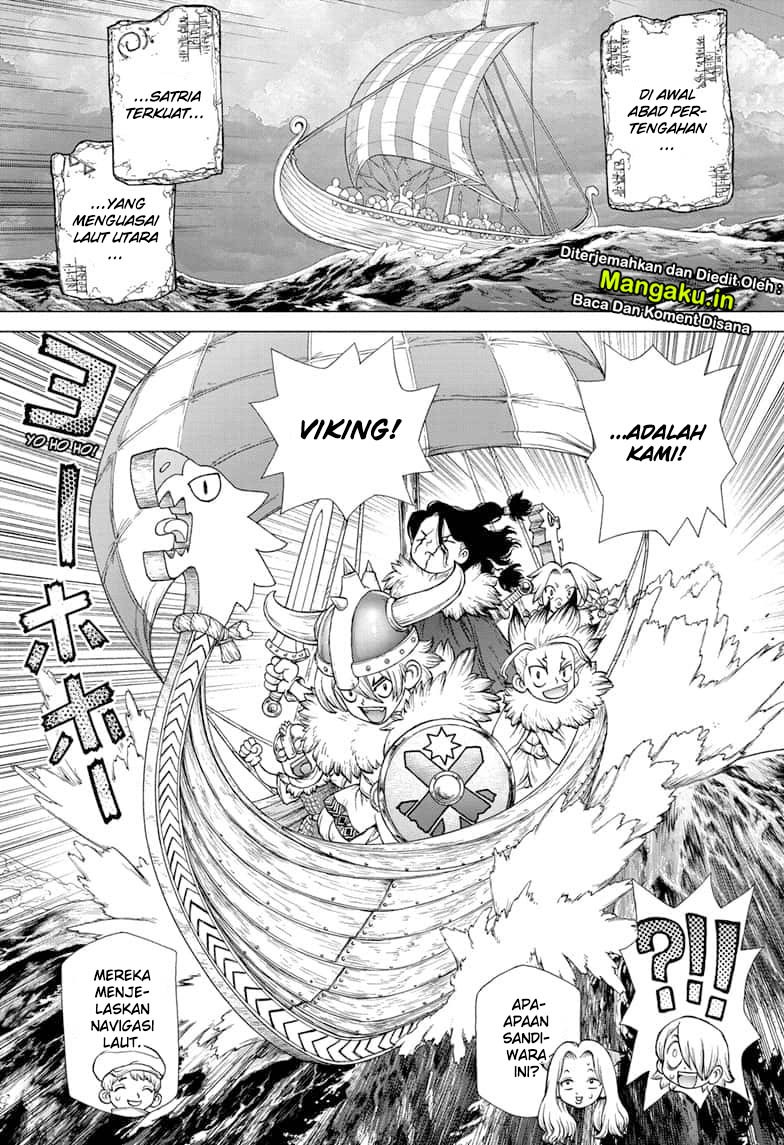 DI AWAL
ABAD PER-
TENGAHAN
...
...SATRIA
TERKUAT...
...YANG
MENGUASAI
LAUT UTARA
...
Diterjemahkan dan Diedit Oleh :
Mangaku.in
Baca Dan Koment Disana
...ADALAH
KAMI!
VIKING!
ヨーホホー
YO HO HO!
?!!
APA-
APAAN
SANDI-
WARA
INI?
MEREKA
MENJE-
LASKAN
NAVIGASI
LAUT.